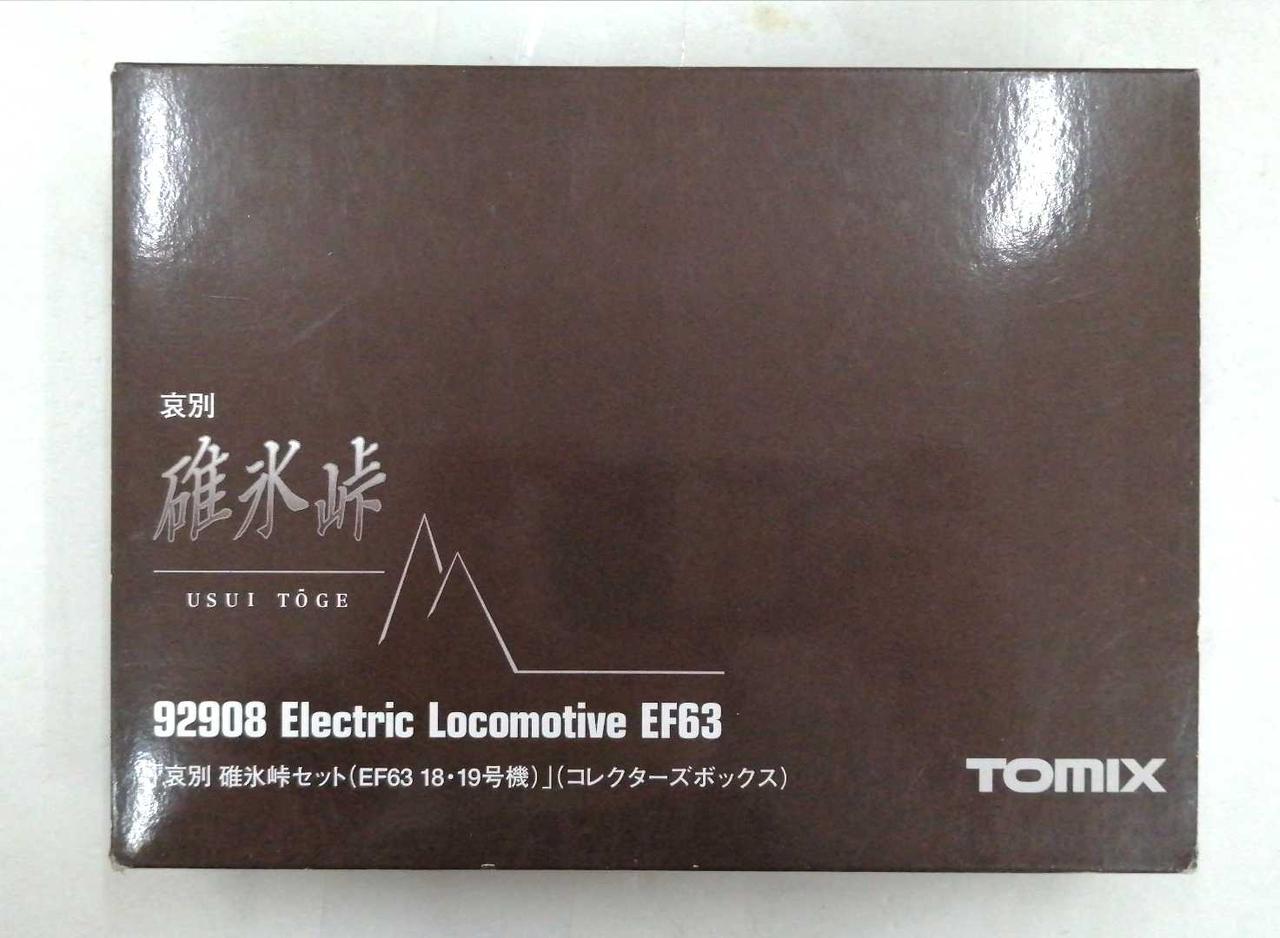 哀別
碓氷峠
USUI TŌGE
92908 Electric Locomotive EF63
「哀別 碓氷峠セット(EF63 18・19号機)」(コレクターズボックス)
TOMIX